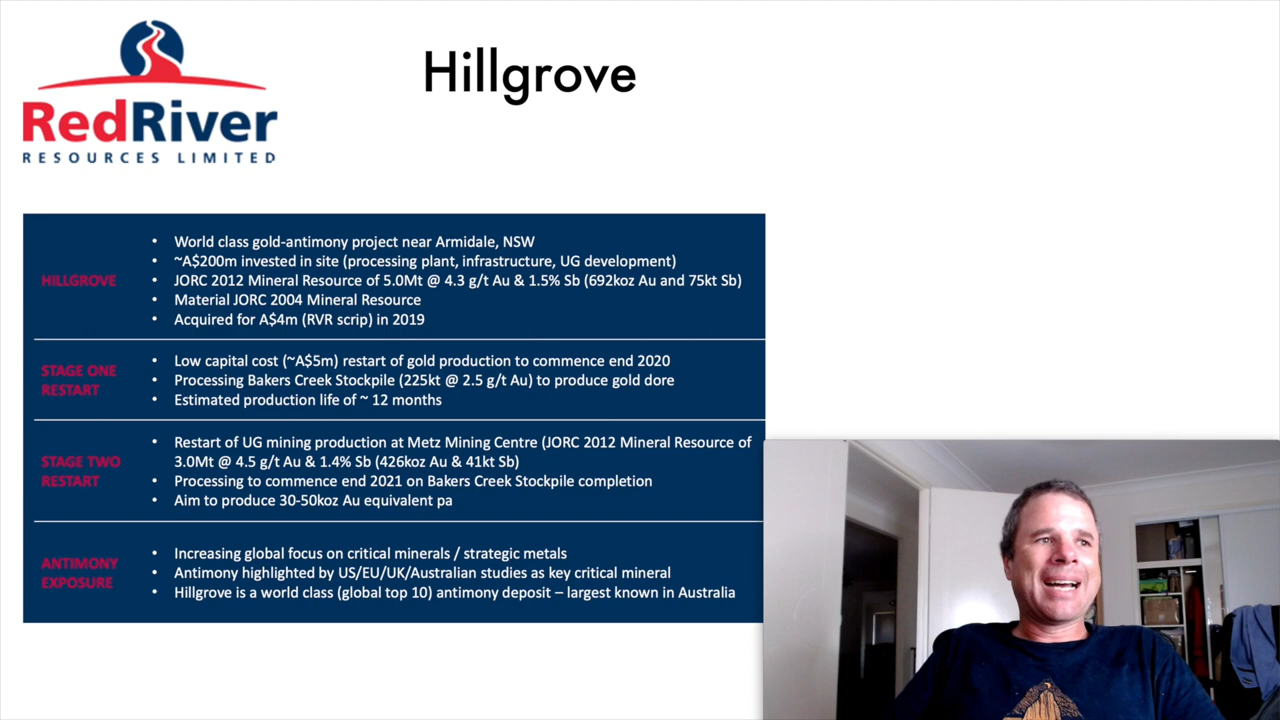 Hillgrove
RedRiver
RESOURCES LIMITED
HILLGROVE
• World class gold-antimony project near Armidale, NSW
• ~A$200m invested in site (processing plant, infrastructure, UG development)
• JORC 2012 Mineral Resource of 5.0Mt @ 4.3 g/t Au & 1.5% Sb (692koz Au and 75kt Sb)
• Material JORC 2004 Mineral Resource
• Acquired for A$4m (RVR scrip) in 2019
STAGE ONE
RESTART
• Low capital cost (~A$5m) restart of gold production to commence end 2020
• Processing Bakers Creek Stockpile (225kt @ 2.5 g/t Au) to produce gold dore
• Estimated production life of ~ 12 months
STAGE TWO
RESTART
• Restart of UG mining production at Metz Mining Centre (JORC 2012 Mineral Resource of
3.0Mt @ 4.5 g/t Au & 1.4% Sb (426koz Au & 41kt Sb)
• Processing to commence end 2021 on Bakers Creek Stockpile completion
• Aim to produce 30-50koz Au equivalent pa
ANTIMONY
EXPOSURE
• Increasing global focus on critical minerals / strategic metals
• Antimony highlighted by US/EU/UK/Australian studies as key critical mineral
• Hillgrove is a world class (global top 10) antimony deposit – largest known in Australia